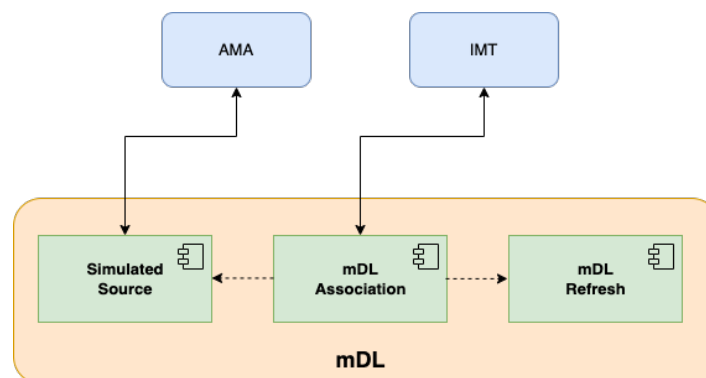 AMA
IMT
Simulated
Source
mDL
Association
mDL
Refresh
mDL